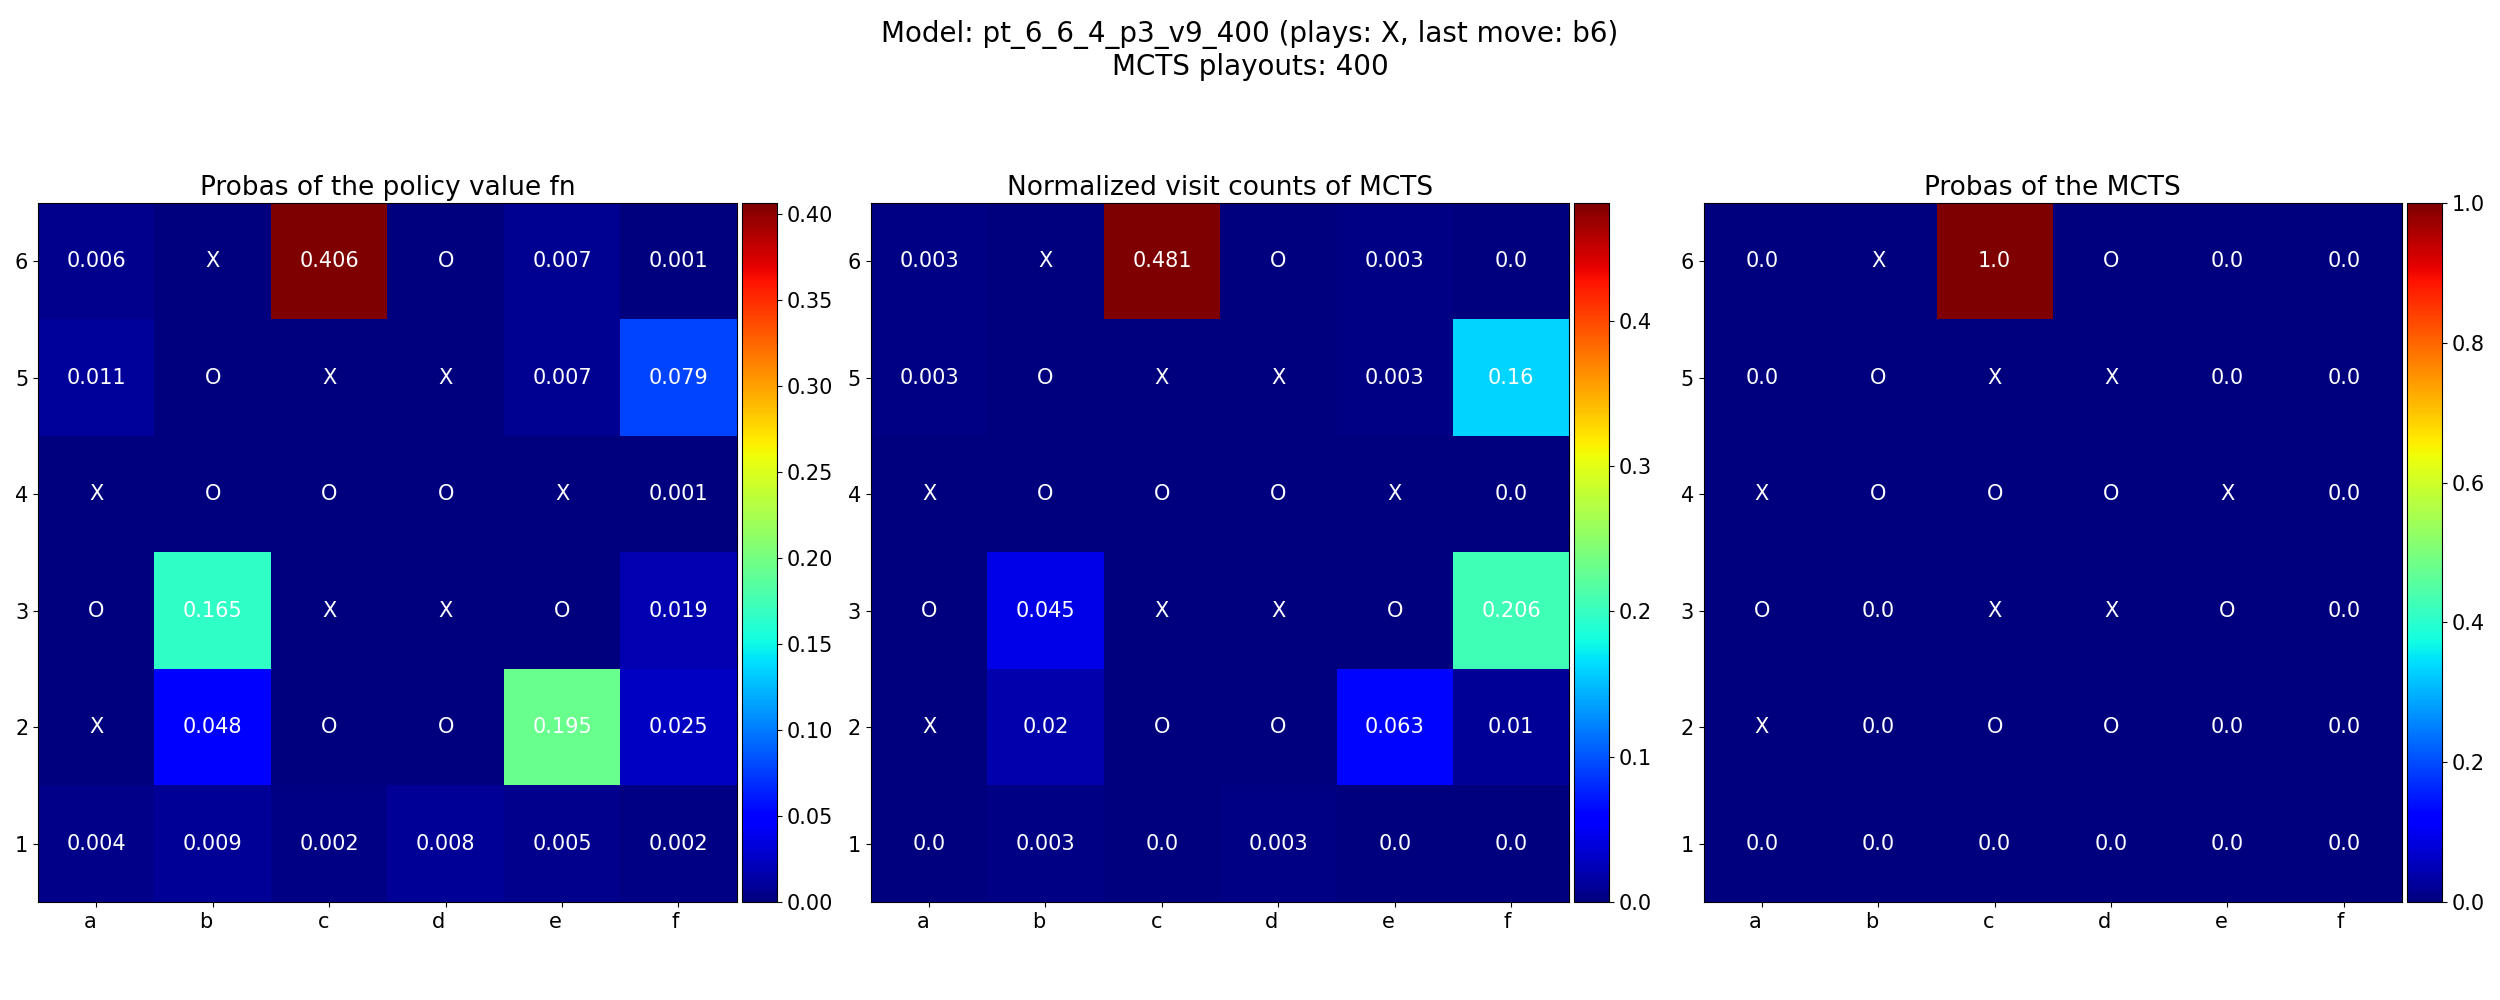 Model: pt_6_6_4_p3_v9_400 (plays: X, last move: b6)
MCTS playouts: 400
Probas of the policy value fn
6 0.006 X 0.406 O 0.007 0.001
5 0.011 O X X 0.007 0.079
4 X O O O X 0.001
3 O 0.165 X X O 0.019
2 X 0.048 O O 0.195 0.025
1 0.004 0.009 0.002 0.008 0.005 0.002
a b c d e f
0.40
0.35
0.30
0.25
0.20
0.15
0.10
0.05
0.00
Normalized visit counts of MCTS
6 0.003 X 0.481 O 0.003 0.0
5 0.003 O X X 0.003 0.16
4 X O O O X 0.0
3 O 0.045 X X O 0.206
2 X 0.02 O O 0.063 0.01
1 0.0 0.003 0.0 0.003 0.0 0.0
a b c d e f
0.4
0.3
0.2
0.1
0.0
Probas of the MCTS
6 0.0 X 1.0 O 0.0 0.0
5 0.0 O X X 0.0 0.0
4 X O O O X 0.0
3 O 0.0 X X O 0.0
2 X 0.0 O O 0.0 0.0
1 0.0 0.0 0.0 0.0 0.0 0.0
a b c d e f
1.0
0.8
0.6
0.4
0.2
0.0